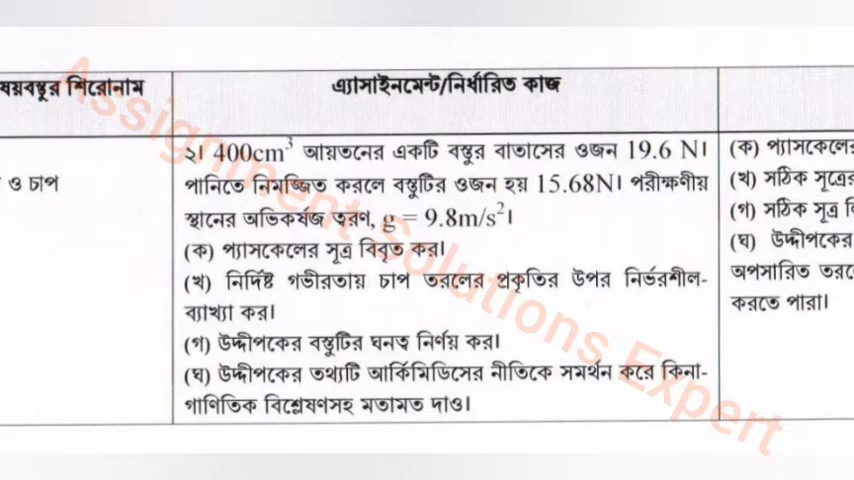 ষয়বস্তুর শিরোনাম
এ্যাসাইনমেন্ট/নির্ধারিত কাজ
ও চাপ
২। 400cm³ আয়তনের একটি বস্তুর বাতাসের ওজন 19.6 N।
পানিতে নিমজ্জিত করলে বস্তুটির ওজন হয় 15.68N। পরীক্ষণীয়
স্থানের অভিকর্ষজ ত্বরণ, g = 9.8m/s²।
(ক) প্যাসকেলের সূত্র বিবৃত কর।
(খ) নির্দিষ্ট গভীরতায় চাপ তরলের প্রকৃতির উপর নির্ভরশীল-
ব্যাখ্যা কর।
(গ) উদ্দীপকের বস্তুটির ঘনত্ব নির্ণয় কর।
(ঘ) উদ্দীপকের তথ্যটি আর্কিমিডিসের নীতিকে সমর্থন করে কিনা-
গাণিতিক বিশ্লেষণসহ মতামত দাও।
(ক) প্যাসকেলের
(খ) সঠিক সূত্রের
(গ) সঠিক সূত্র
(ঘ) উদ্দীপকের
অপসারিত তরলে
করতে পারা।
Assignment Solutions Expert